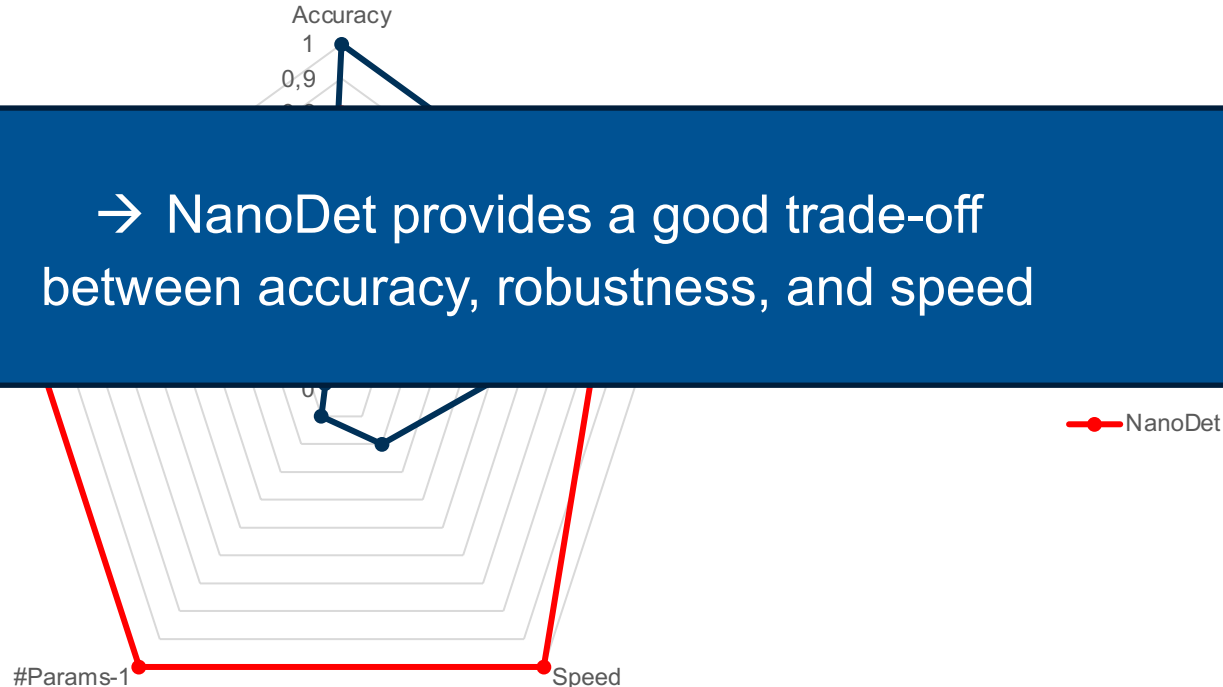 Accuracy
1
0,9
→ NanoDet provides a good trade-off
between accuracy, robustness, and speed
0
NanoDet
#Params-1
Speed